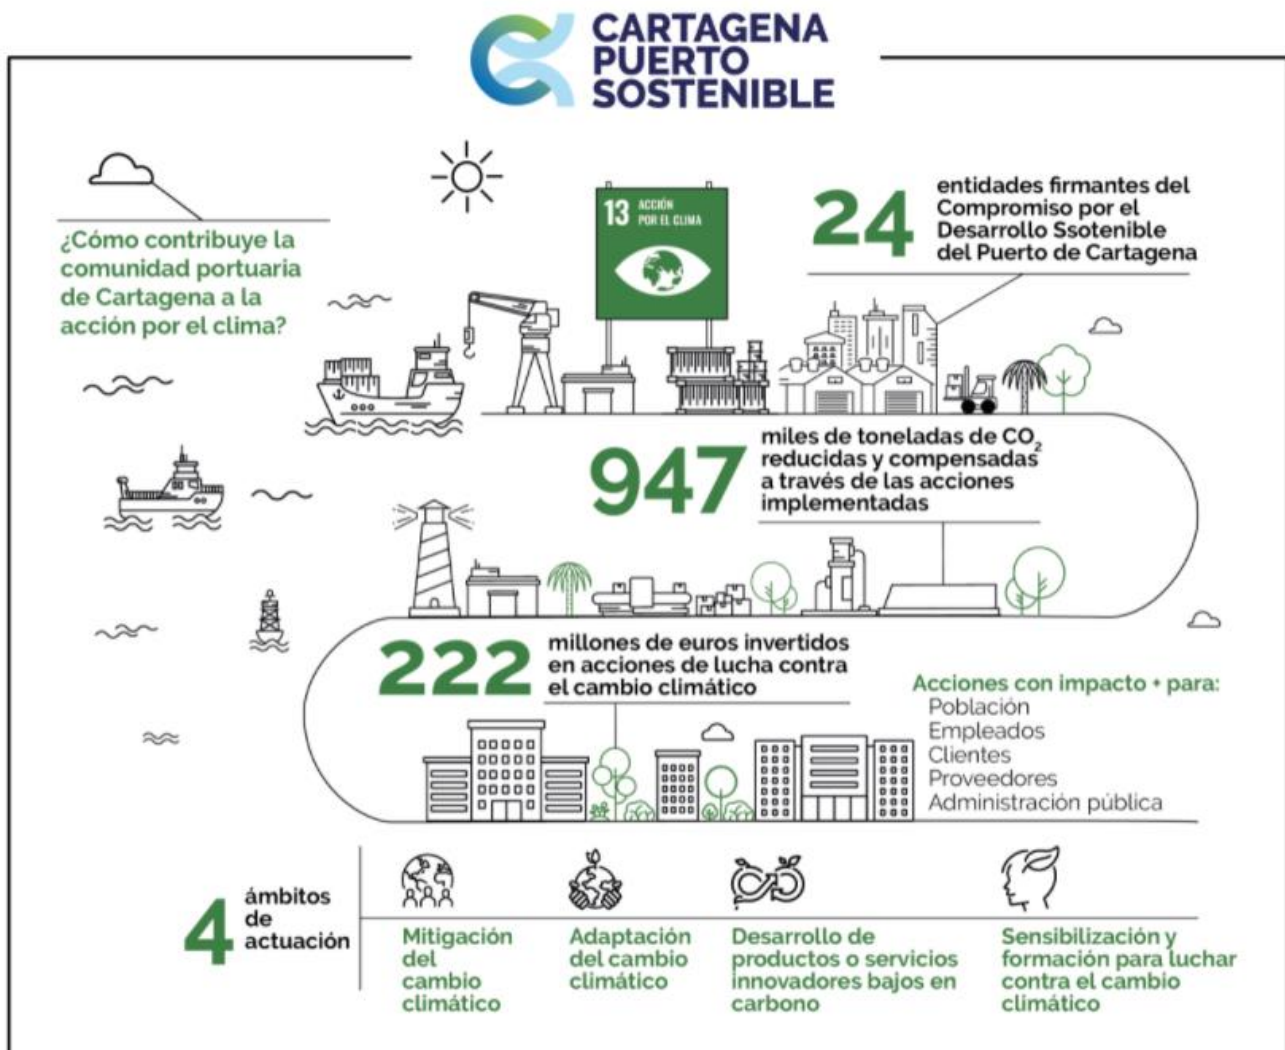 CARTAGENA
PUERTO
SOSTENIBLE
¿Cómo contribuye la
comunidad portuaria
de Cartagena a la
acción por el clima?
13 ACCIÓN
POR EL CLIMA
24
entidades firmantes del
Compromiso por el
Desarrollo Ssotenible
del Puerto de Cartagena
947
miles de toneladas de CO₂
reducidas y compensadas
a través de las acciones
implementadas
222
millones de euros invertidos
en acciones de lucha contra
el cambio climático
Acciones con impacto + para:
Población
Empleados
Clientes
Proveedores
Administración pública
4
ámbitos
de
actuación
Mitigación
del
cambio
climático
Adaptación
del cambio
climático
Desarrollo de
productos o servicios
innovadores bajos en
carbono
Sensibilización y
formación para luchar
contra el cambio
climático